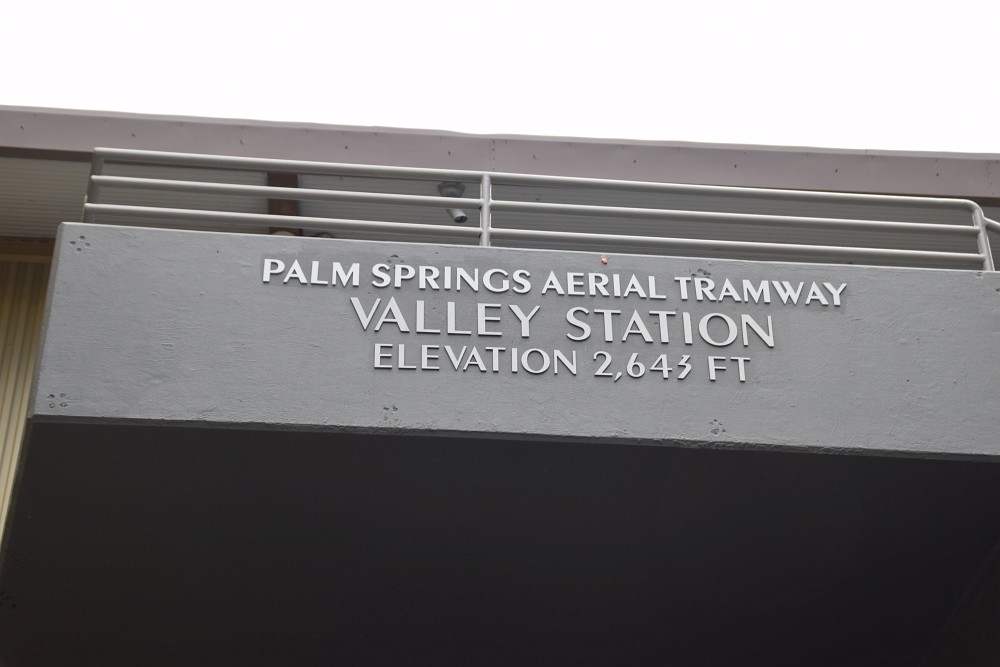 PALM SPRINGS AERIAL TRAMWAY
VALLEY STATION
ELEVATION 2,643 FT